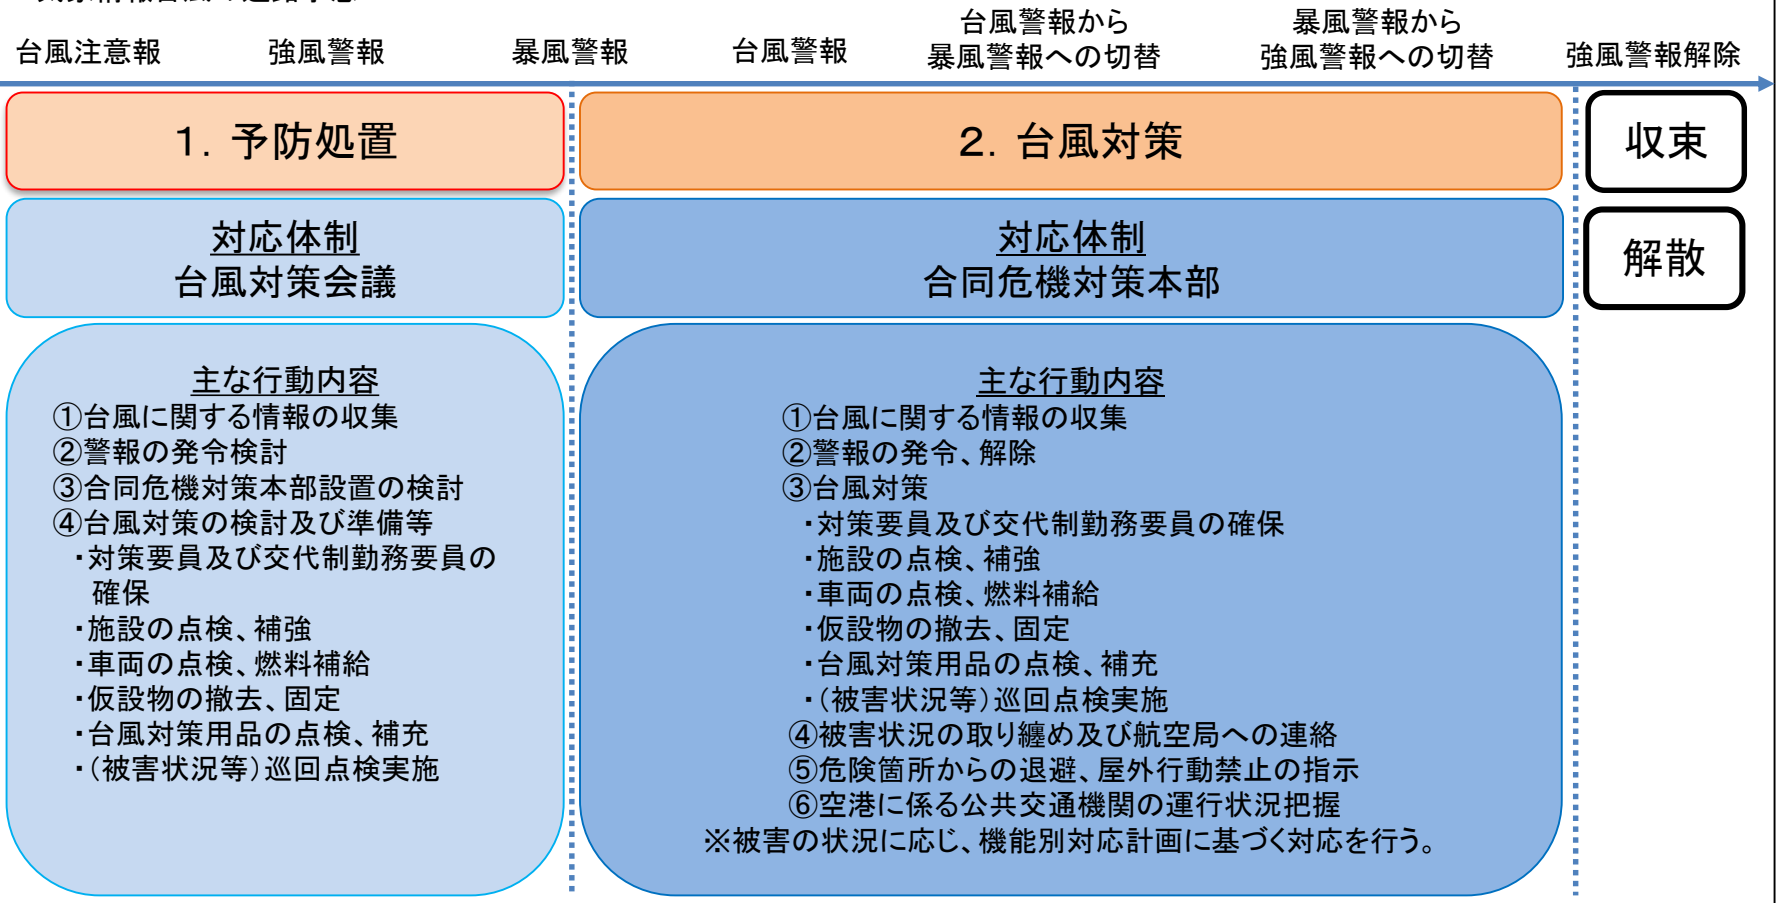 台風注意報
強風警報
暴風警報
台風警報
台風警報から
暴風警報への切替
暴風警報から
強風警報への切替
強風警報解除
１．予防処置
２．台風対策
収束
対応体制
台風対策会議
対応体制
合同危機対策本部
解散
主な行動内容
①台風に関する情報の収集
②警報の発令検討
③合同危機対策本部設置の検討
④台風対策の検討及び準備等
・対策要員及び交代制勤務要員の
確保
・施設の点検、補強
・車両の点検、燃料補給
・仮設物の撤去、固定
・台風対策用品の点検、補充
・（被害状況等）巡回点検実施
主な行動内容
①台風に関する情報の収集
②警報の発令、解除
③台風対策
・対策要員及び交代制勤務要員の確保
・施設の点検、補強
・車両の点検、燃料補給
・仮設物の撤去、固定
・台風対策用品の点検、補充
・（被害状況等）巡回点検実施
④被害状況の取り纏め及び航空局への連絡
⑤危険箇所からの退避、屋外行動禁止の指示
⑥空港に係る公共交通機関の運行状況把握
※被害の状況に応じ、機能別対応計画に基づく対応を行う。